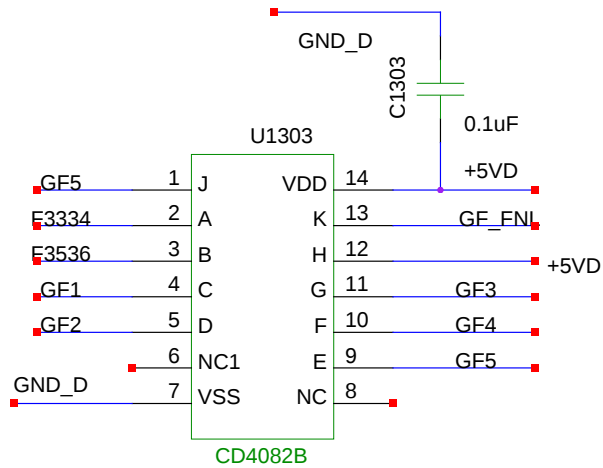 GND_D
C1303
0.1uF
U1303
+5VD
GF5 1 J VDD 14
F3334 2 A K 13 GF_FNL
F3536 3 B H 12 +5VD
GF1 4 C G 11 GF3
GF2 5 D F 10 GF4
6 NC1 E 9 GF5
GND_D 7 VSS NC 8
CD4082B